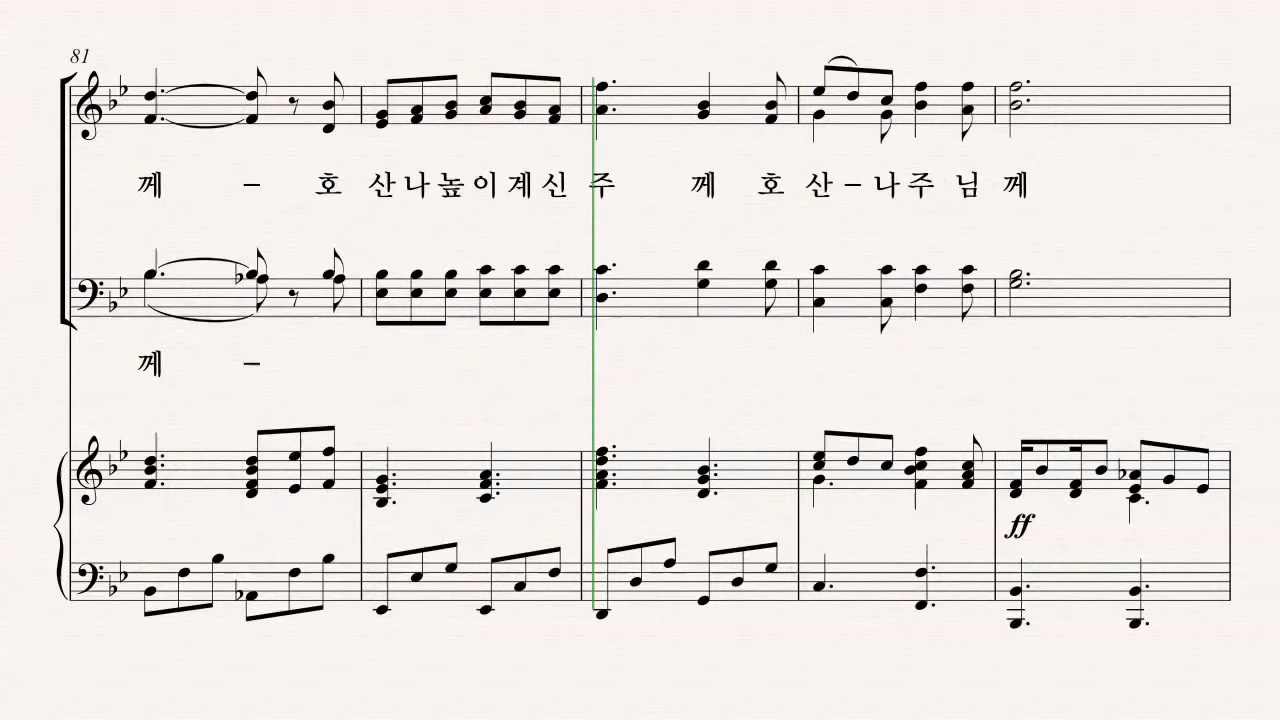 81
께 – 호 산 나 높 이 계 신 주 께 호 산 – 나 주 님 께
께 –
ff